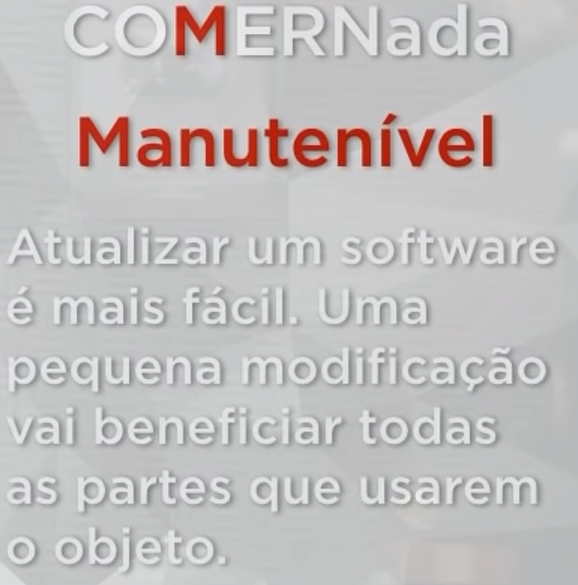 COMERNada
Manutenível
Atualizar um software
é mais fácil. Uma
pequena modificação
vai beneficiar todas
as partes que usarem
o objeto.